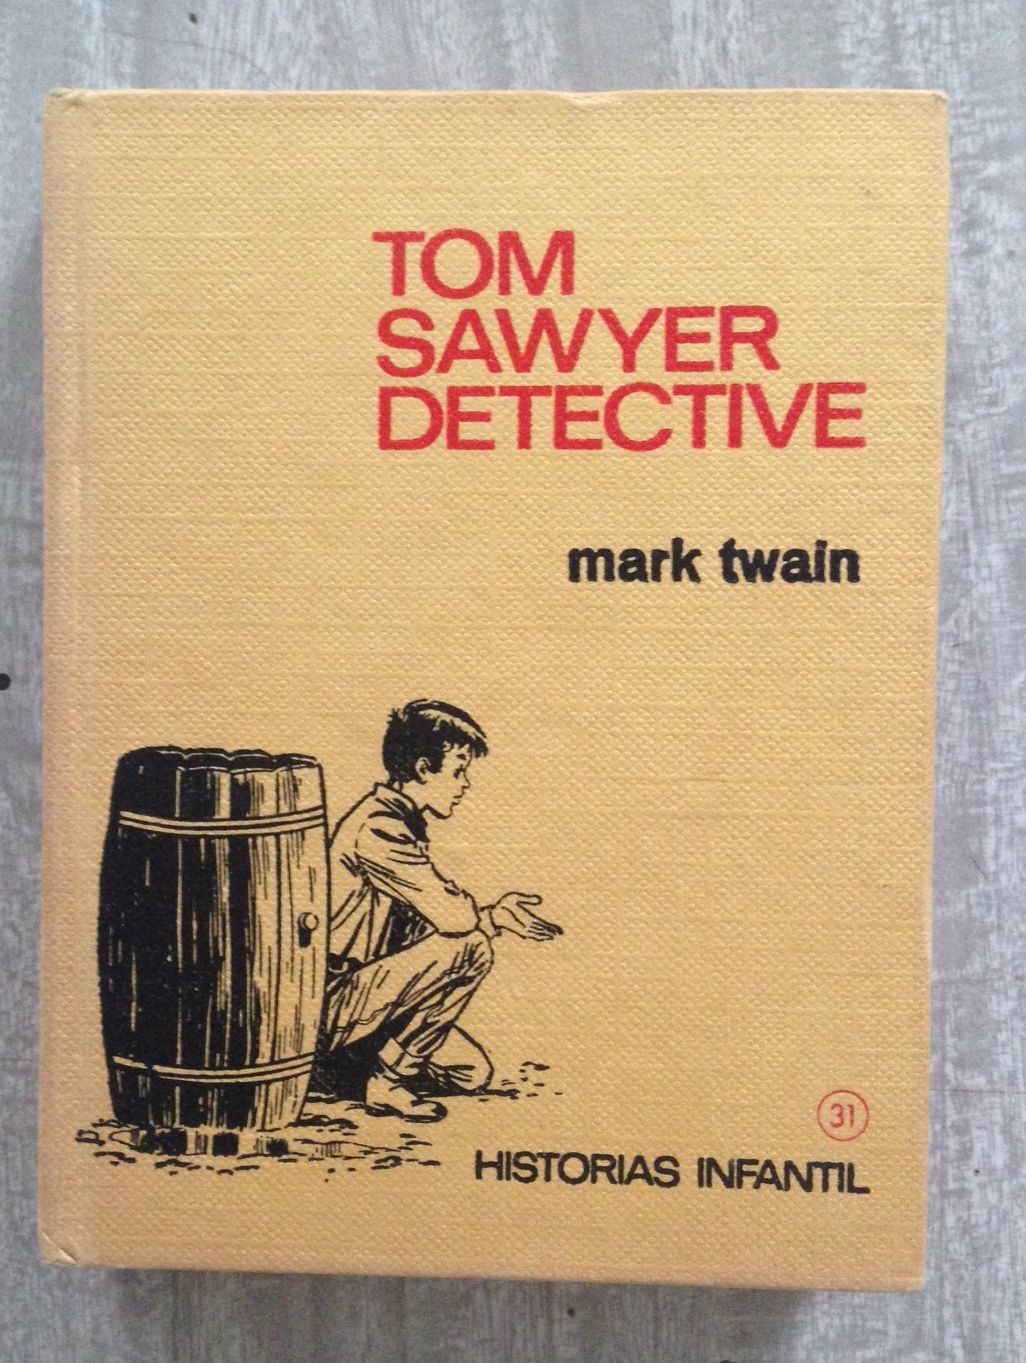 TOM
SAWYER
DETECTIVE
mark twain
31
HISTORIAS INFANTIL